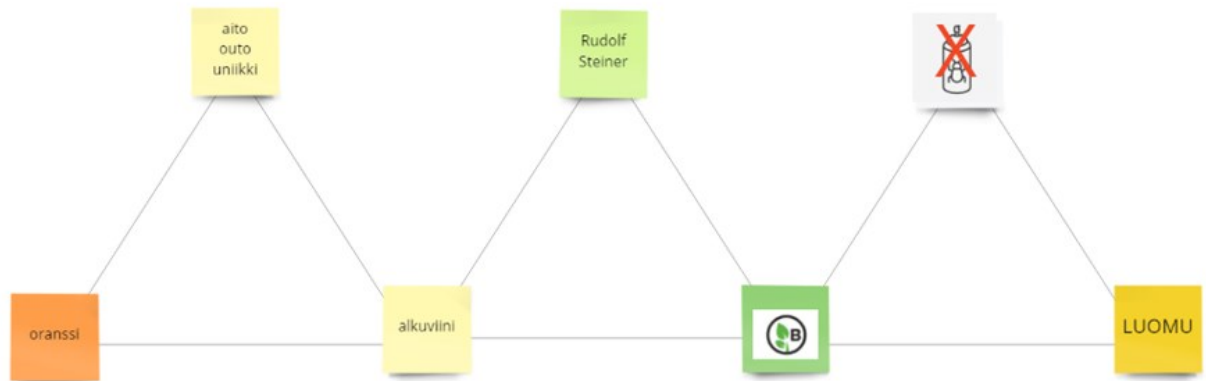 aito
outo
uniikki
Rudolf
Steiner
oranssi
alkuviini
B
LUOMU